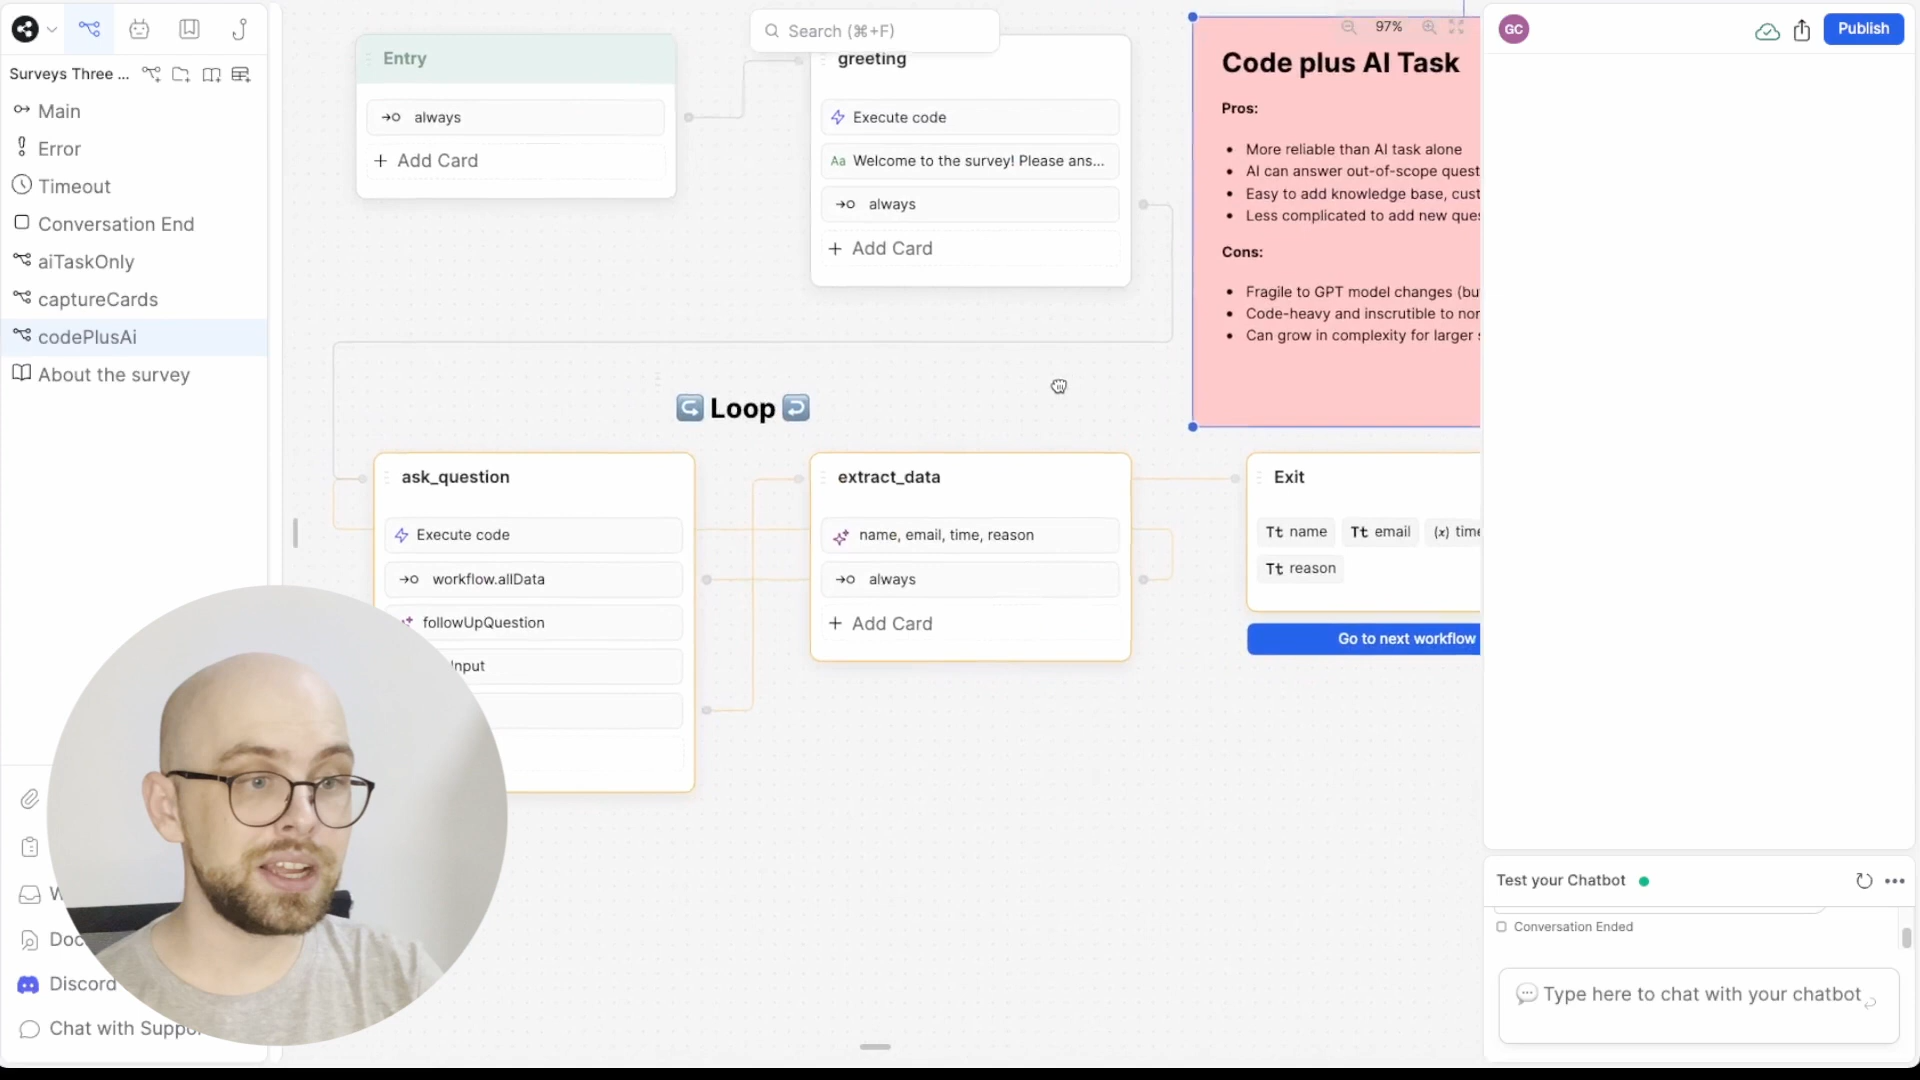 Surveys Three ...
Main
Error
Timeout
Conversation End
aiTaskOnly
captureCards
codePlusAi
About the survey
Doc
Discord
Chat with Suppo
Search (⌘+F)
97%
Entry
always
+ Add Card
greeting
Execute code
Aa Welcome to the survey! Please ans...
always
+ Add Card
Code plus AI Task
Pros:
• More reliable than AI task alone
• AI can answer out-of-scope quest
• Easy to add knowledge base, cust
• Less complicated to add new ques
Cons:
• Fragile to GPT model changes (bu
• Code-heavy and inscrutible to nor
• Can grow in complexity for larger s
Loop
ask_question
Execute code
workflow.allData
followUpQuestion
Input
extract_data
name, email, time, reason
always
+ Add Card
Exit
Tt name Tt email (x) time
Tt reason
Go to next workflow
GC
Publish
Test your Chatbot
Conversation Ended
Type here to chat with your chatbot